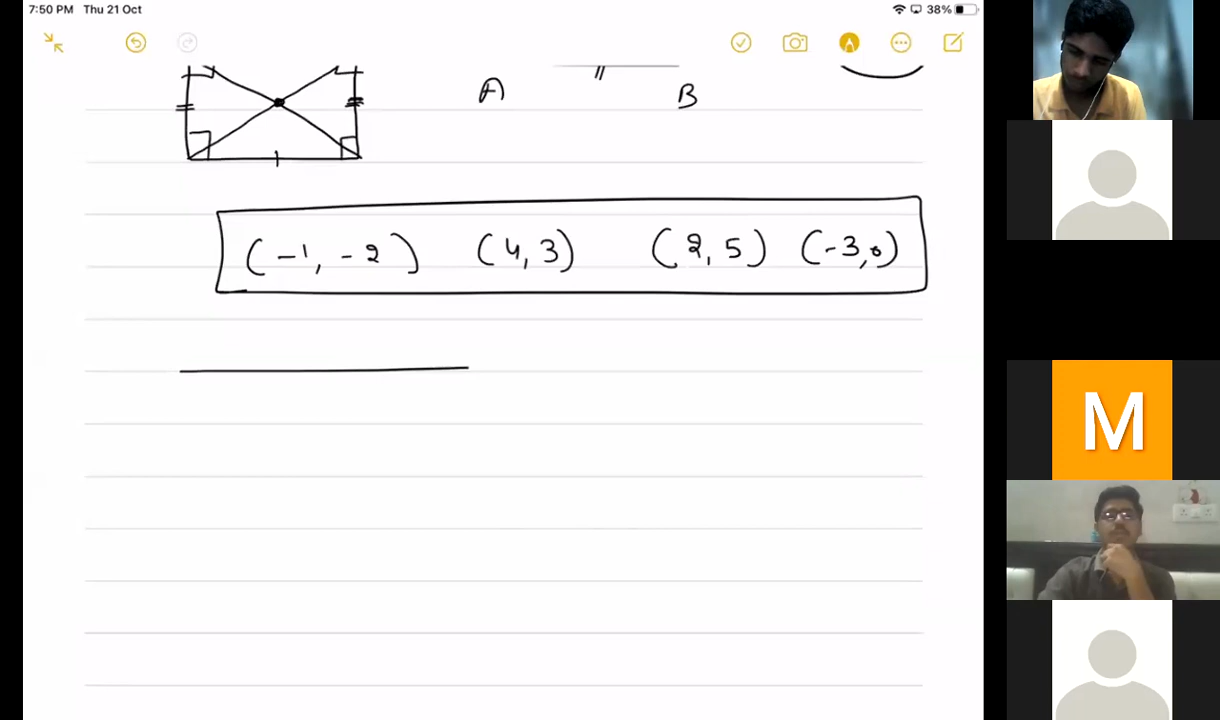 7:50 PM Thu 21 Oct 38%
A B
(-1, -2) (4, 3) (2, 5) (-3, 0)
M